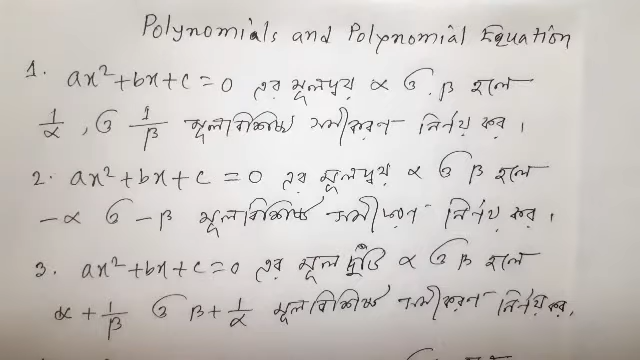 Polynomials and Polynomial Equation
1. ax²+bx+c=0 এর মূলদ্বয় α ও β হলে
1/α, ও 1/β মূলবিশিষ্ট সমীকরণ নির্ণয় কর।
2. ax²+bx+c=0 এর মূলদ্বয় α ও β হলে
-α ও -β মূলবিশিষ্ট সমীকরণ নির্ণয় কর।
3. ax²+bx+c=0 এর মূল দুটি α ও β হলে
α+1/β ও β+1/α মূলবিশিষ্ট সমীকরণ নির্ণয় কর,